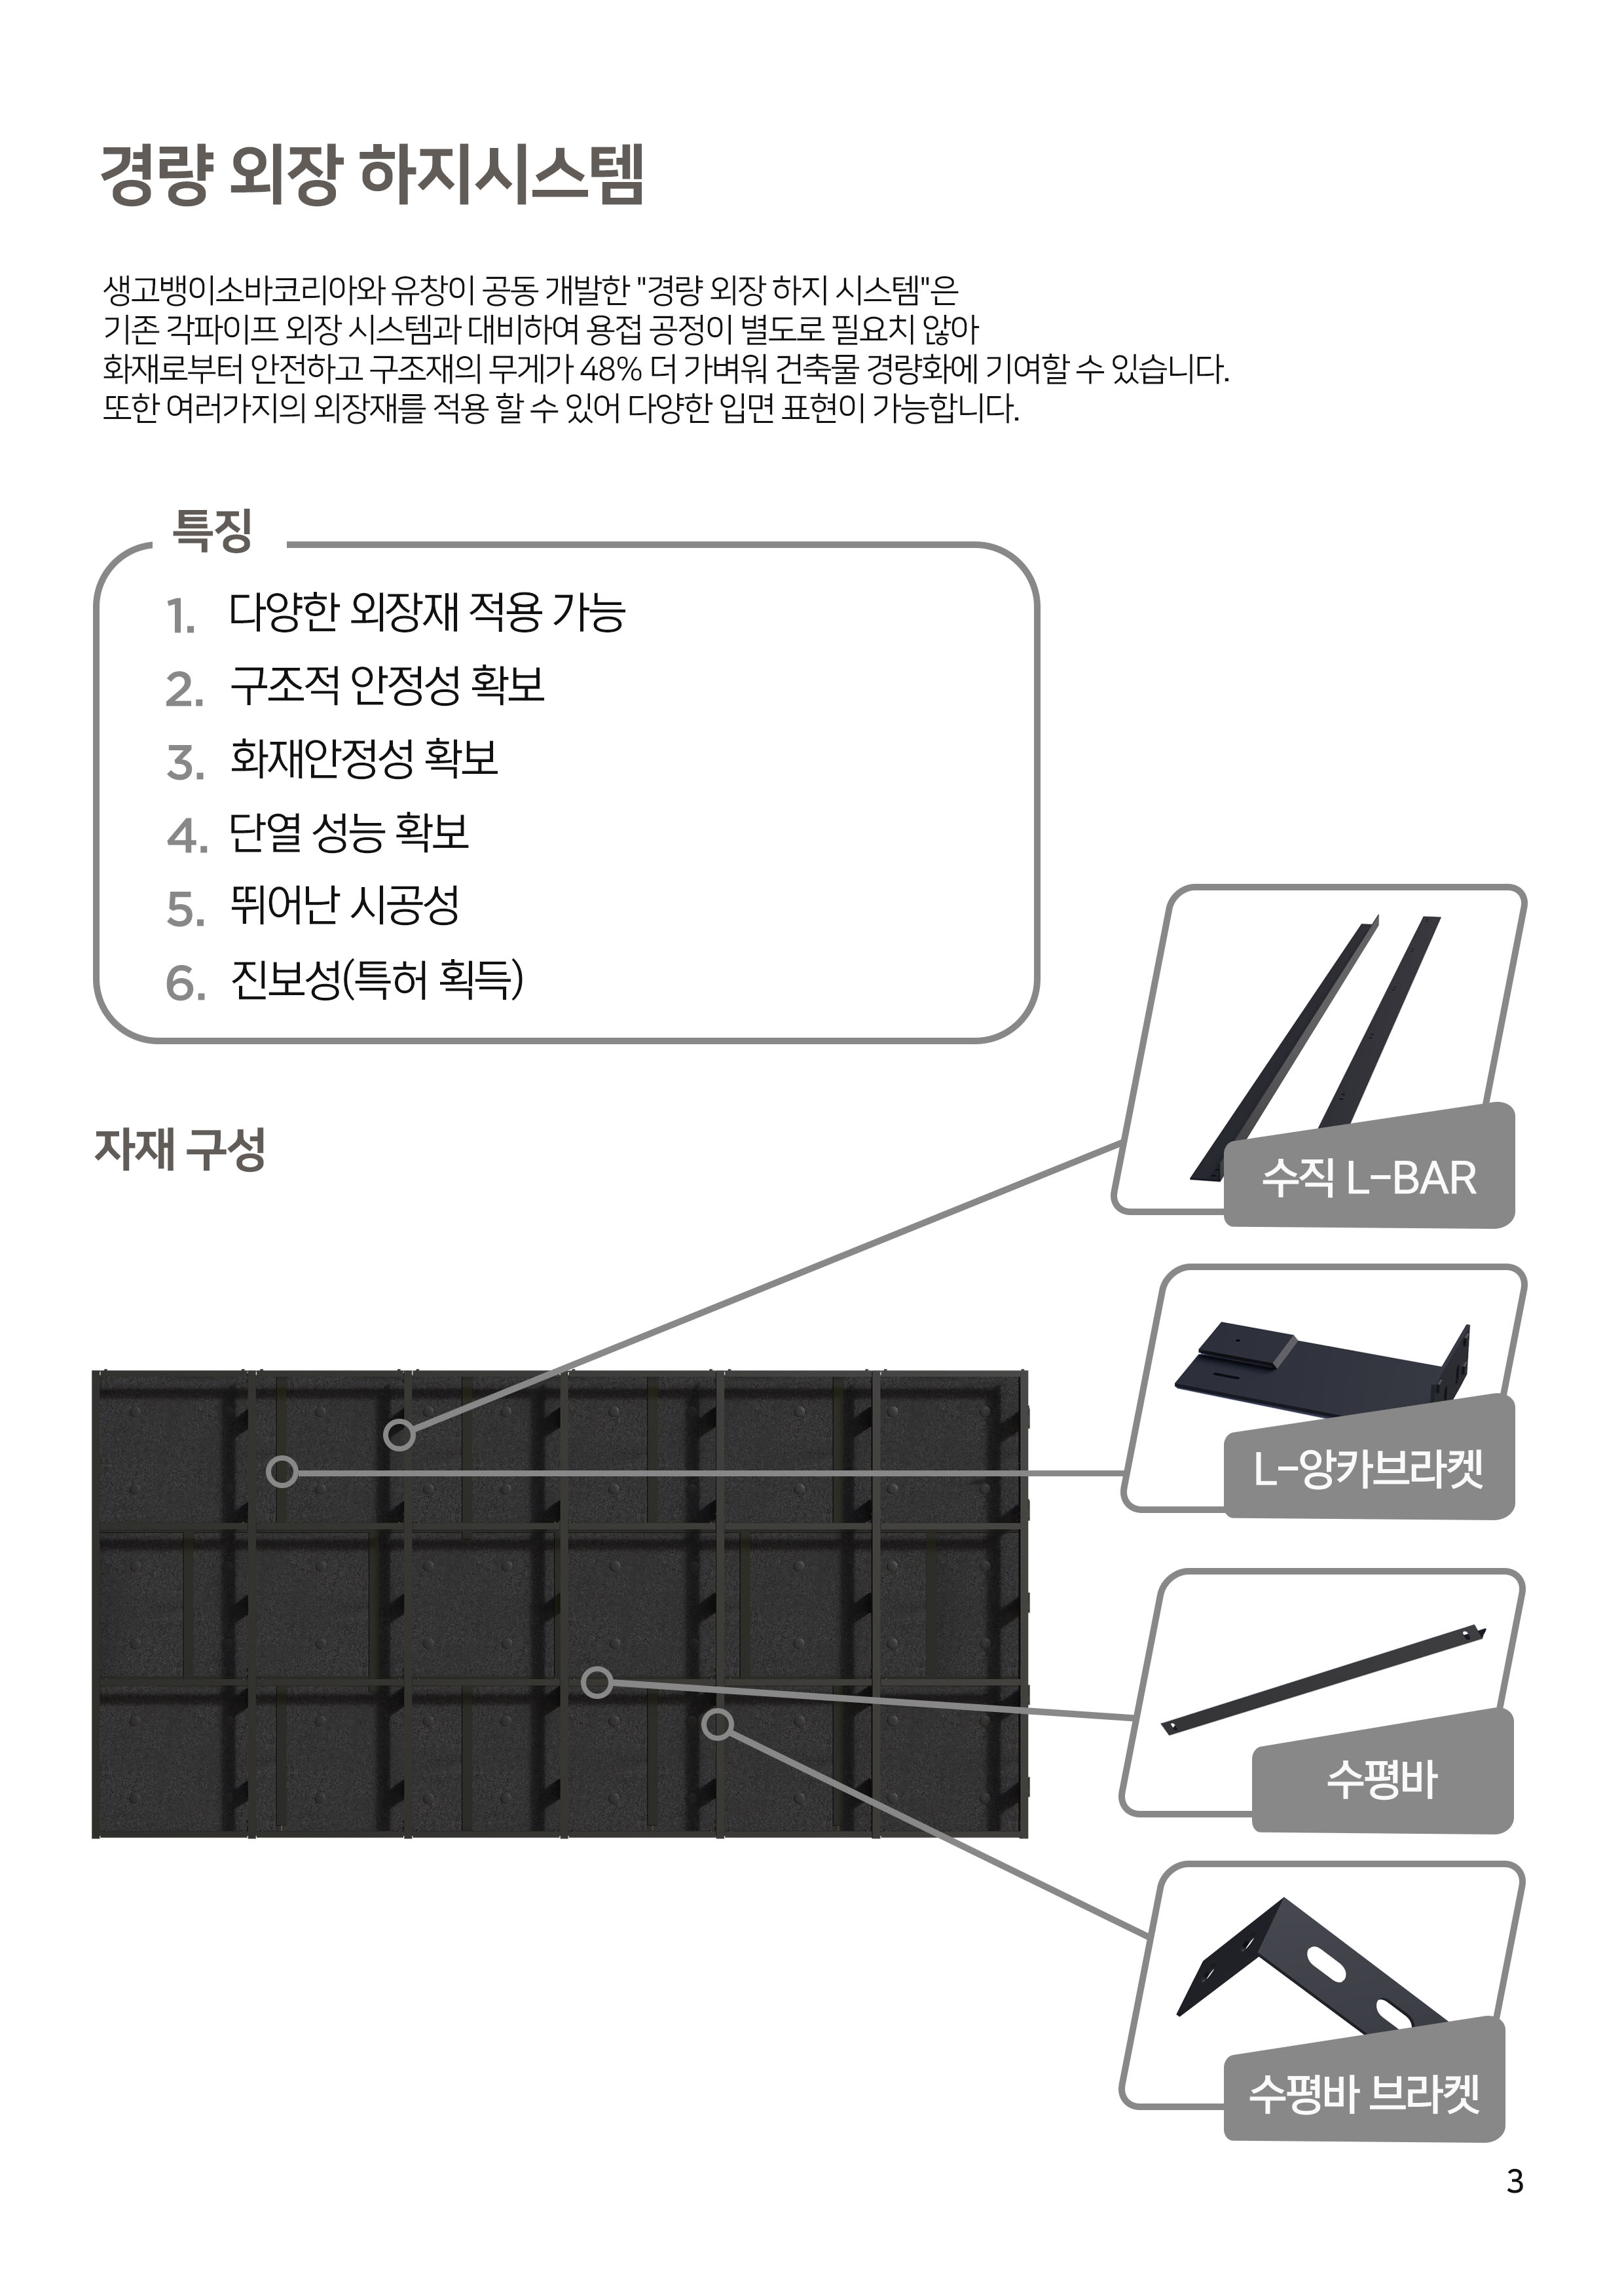 경량 외장 하지시스템
생고뱅이소바코리아와 유창이 공동 개발한 "경량 외장 하지 시스템"은
기존 각파이프 외장 시스템과 대비하여 용접 공정이 별도로 필요치 않아
화재로부터 안전하고 구조재의 무게가 48% 더 가벼워 건축물 경량화에 기여할 수 있습니다.
또한 여러가지의 외장재를 적용 할 수 있어 다양한 입면 표현이 가능합니다.
특징
1. 다양한 외장재 적용 가능
2. 구조적 안정성 확보
3. 화재안정성 확보
4. 단열 성능 확보
5. 뛰어난 시공성
6. 진보성(특허 획득)
자재 구성
수직 L-BAR
L-앙카브라켓
수평바
수평바 브라켓
3